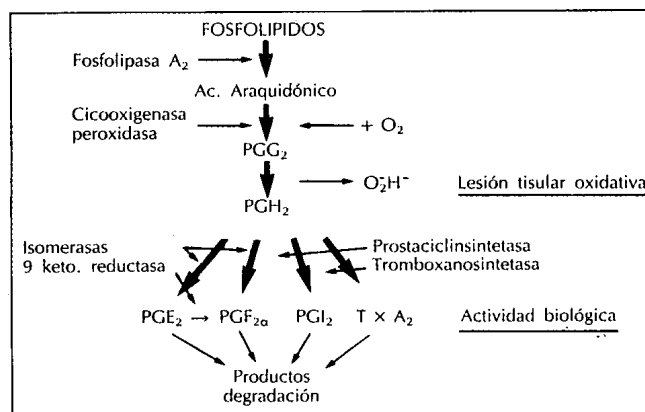 FOSFOLIPIDOS
Fosfolipasa A₂
Ac. Araquidónico
Cicooxigenasa
peroxidasa
+ O₂
PGG₂
O₂⁻H⁻ Lesión tisular oxidativa
PGH₂
Isomerasas
9 keto. reductasa
Prostaciclinsintetasa
Tromboxanosintetasa
PGE₂ → PGF₂α PGI₂ T × A₂ Actividad biológica
Productos
degradación